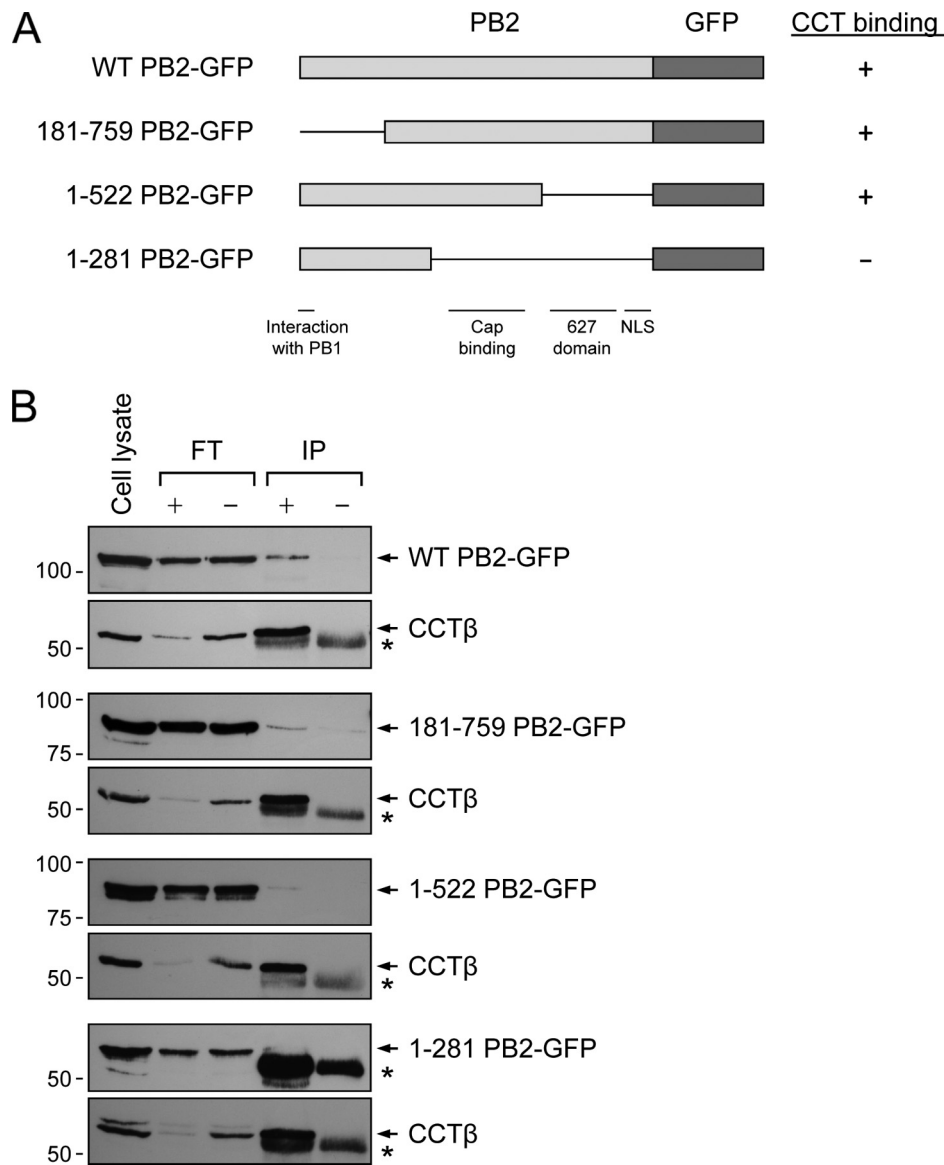 A
PB2 GFP CCT binding
WT PB2-GFP +
181-759 PB2-GFP +
1-522 PB2-GFP +
1-281 PB2-GFP –
Interaction with PB1
Cap binding
627 domain
NLS
B
Cell lysate
FT IP
+ – + –
100
WT PB2-GFP
50
CCTβ
*
100
75
181-759 PB2-GFP
50
CCTβ
*
100
75
1-522 PB2-GFP
50
CCTβ
*
50
1-281 PB2-GFP
*
50
CCTβ
*